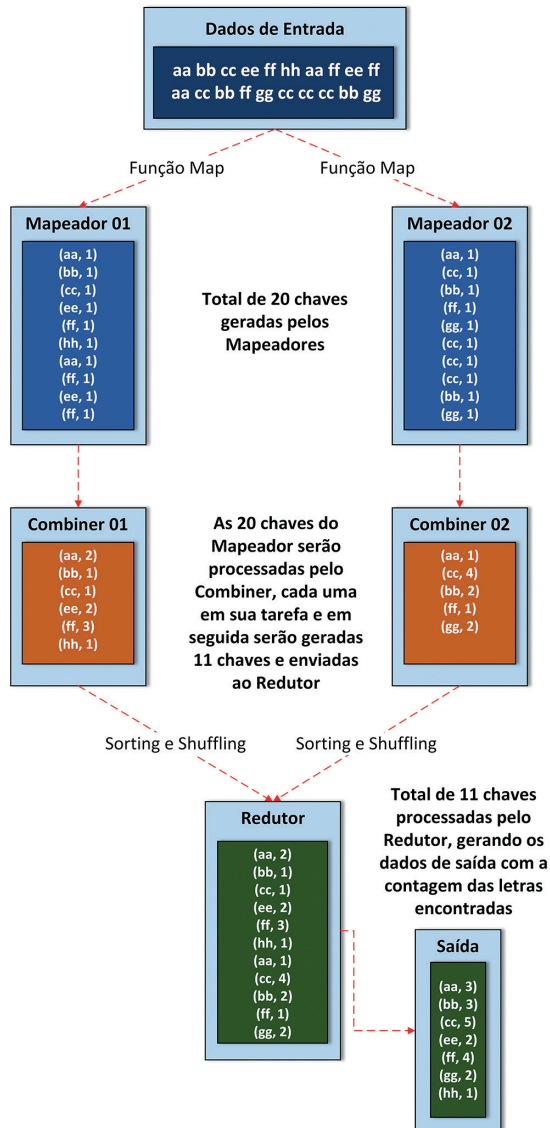 Dados de Entrada
aa bb cc ee ff hh aa ff ee ff
aa cc bb ff gg cc cc cc bb gg
Função Map
Função Map
Mapeador 01
(aa, 1)
(bb, 1)
(cc, 1)
(ee, 1)
(ff, 1)
(hh, 1)
(aa, 1)
(ff, 1)
(ee, 1)
(ff, 1)
Total de 20 chaves
geradas pelos
Mapeadores
Mapeador 02
(aa, 1)
(cc, 1)
(bb, 1)
(ff, 1)
(gg, 1)
(cc, 1)
(cc, 1)
(cc, 1)
(bb, 1)
(gg, 1)
Combiner 01
(aa, 2)
(bb, 1)
(cc, 1)
(ee, 2)
(ff, 3)
(hh, 1)
As 20 chaves do
Mapeador serão
processadas pelo
Combiner, cada uma
em sua tarefa e em
seguida serão geradas
11 chaves e enviadas
ao Redutor
Combiner 02
(aa, 1)
(cc, 4)
(bb, 2)
(ff, 1)
(gg, 2)
Sorting e Shuffling
Sorting e Shuffling
Redutor
(aa, 2)
(bb, 1)
(cc, 1)
(ee, 2)
(ff, 3)
(hh, 1)
(aa, 1)
(cc, 4)
(bb, 2)
(ff, 1)
(gg, 2)
Total de 11 chaves
processadas pelo
Redutor, gerando os
dados de saída com a
contagem das letras
encontradas
Saída
(aa, 3)
(bb, 3)
(cc, 5)
(ee, 2)
(ff, 4)
(gg, 2)
(hh, 1)